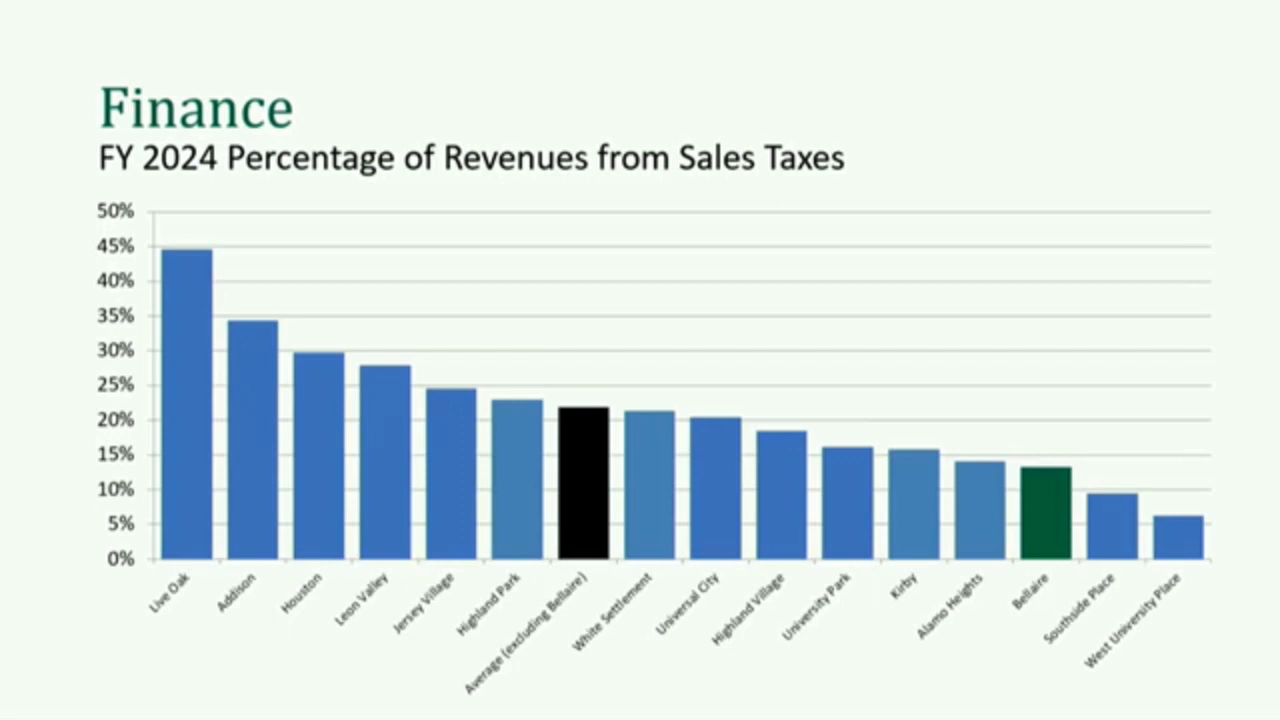 Finance
FY 2024 Percentage of Revenues from Sales Taxes
50%
45%
40%
35%
30%
25%
20%
15%
10%
5%
0%
Live Oak
Addison
Houston
Leon Valley
Jersey Village
Highland Park
Average (excluding Bellaire)
White Settlement
Universal City
Highland Village
University Park
Kirby
Alamo Heights
Bellaire
Southside Place
West University Place